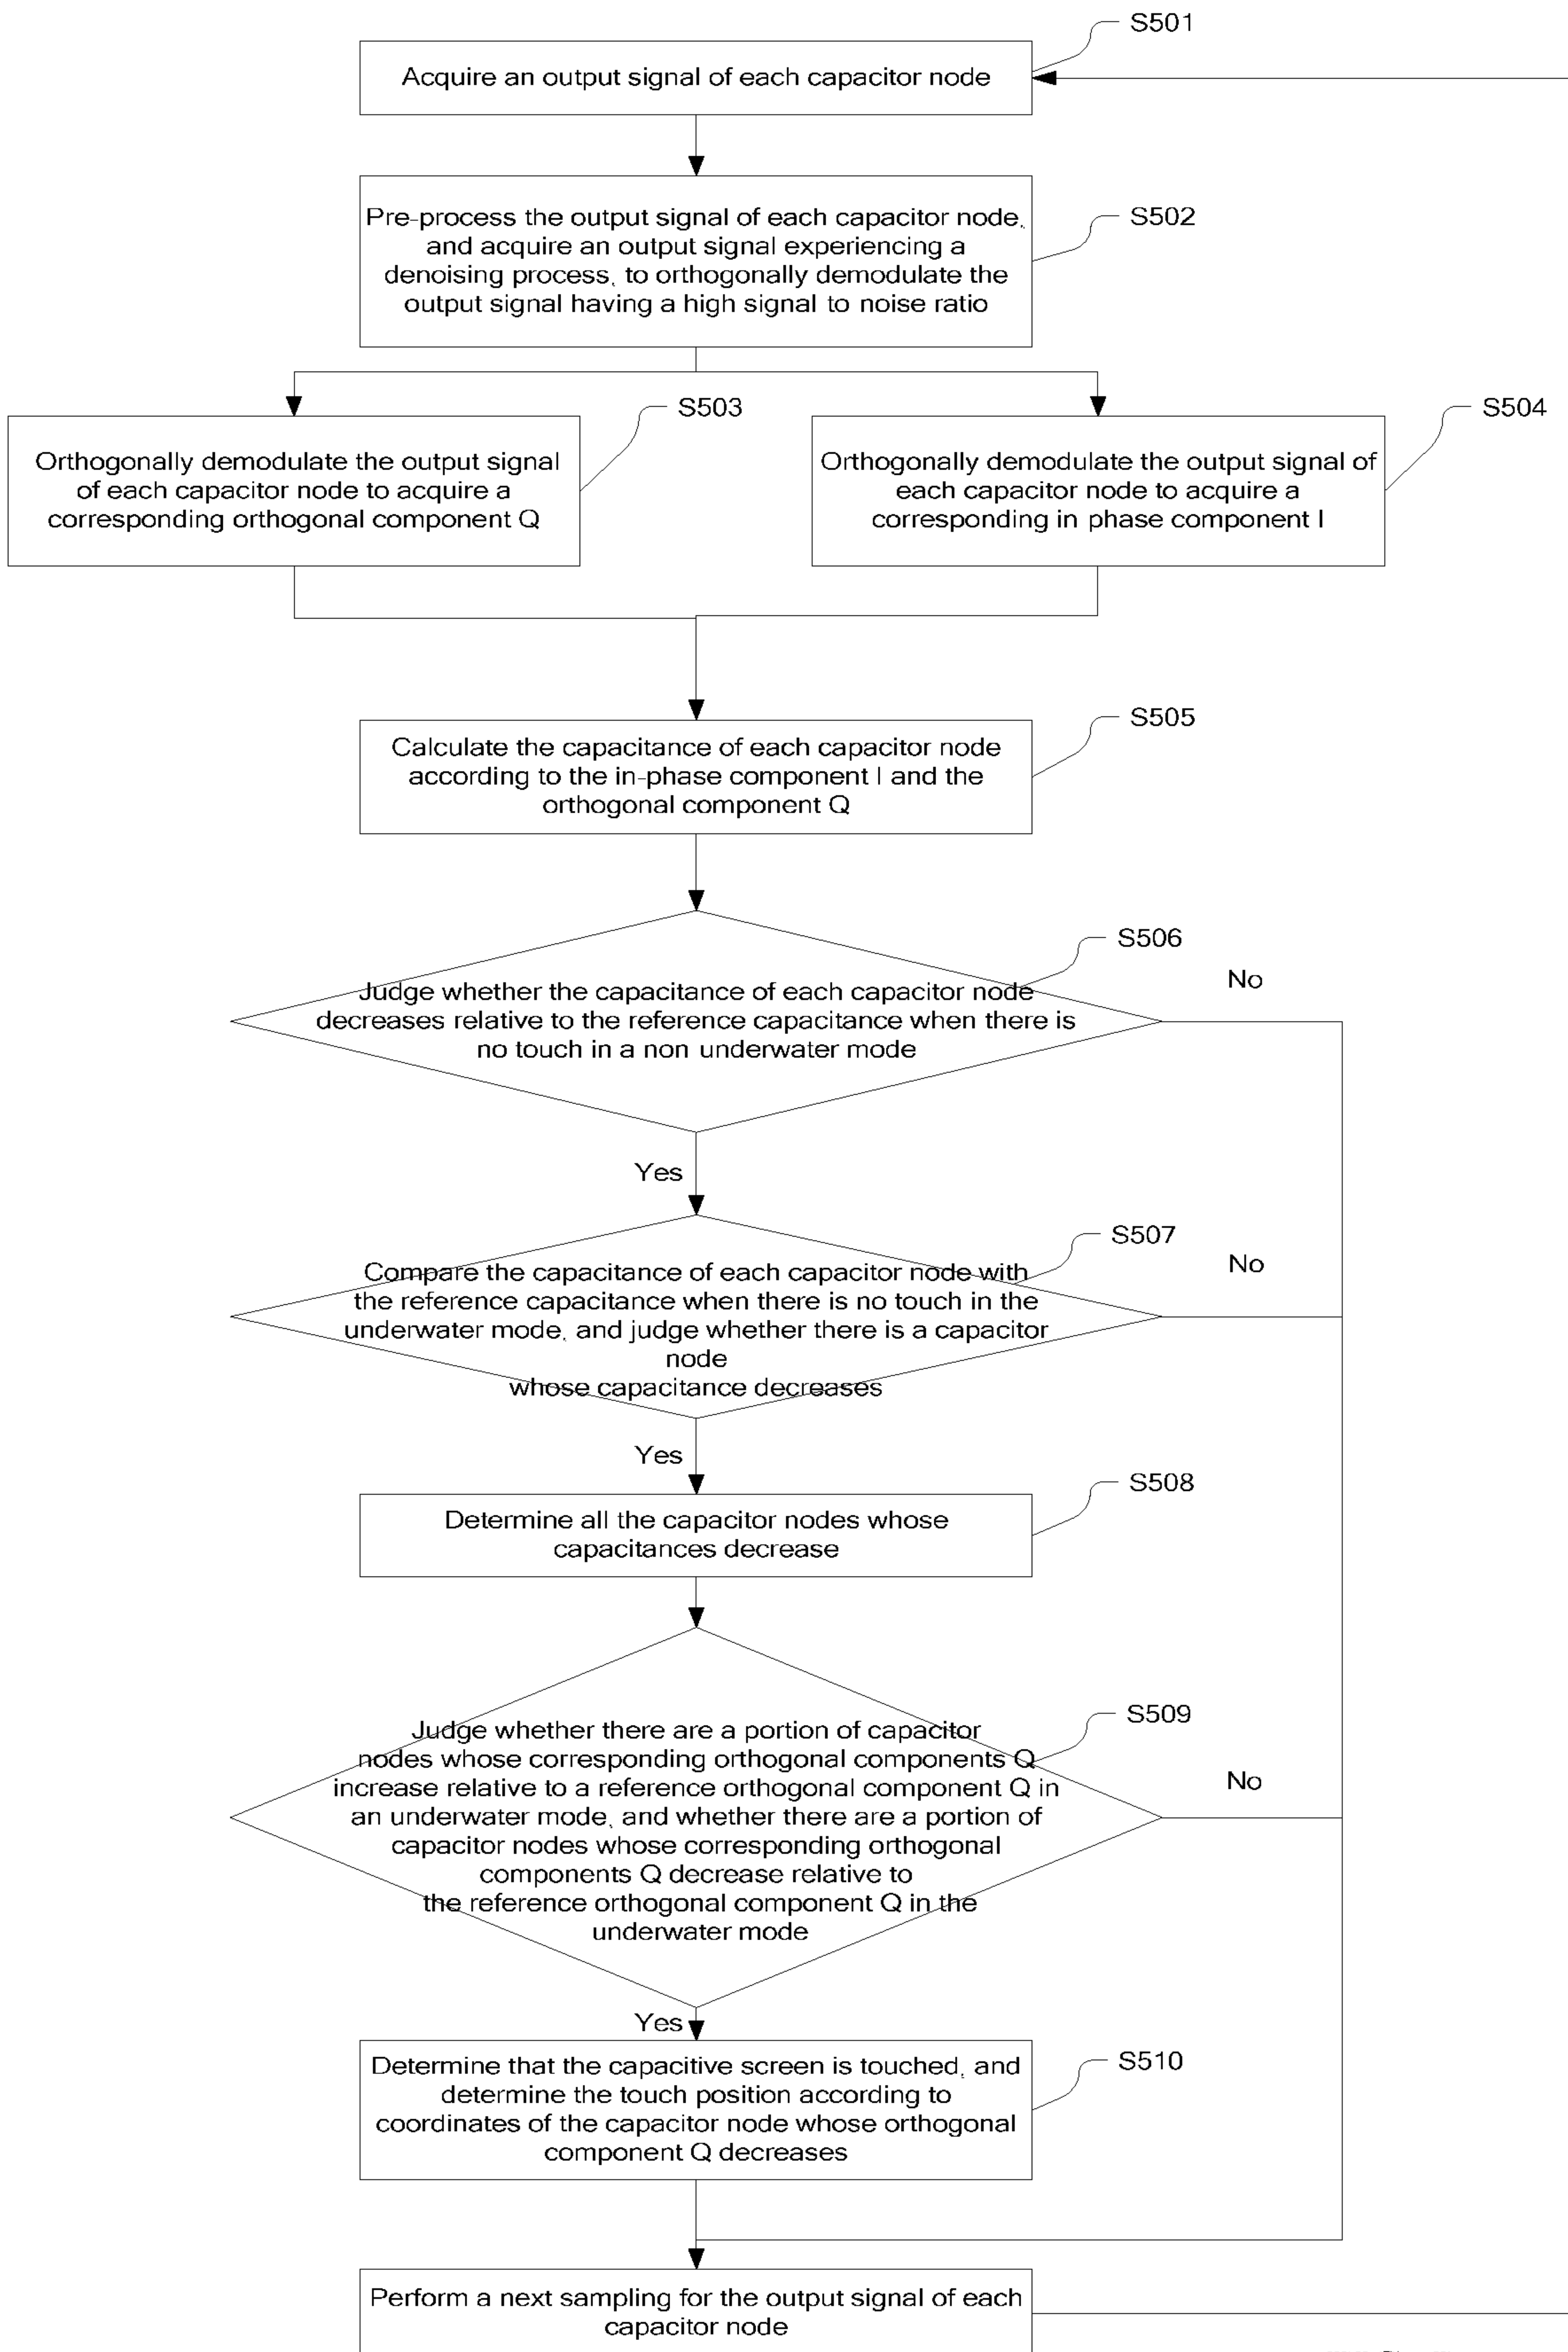 S501
Acquire an output signal of each capacitor node
Pre-process the output signal of each capacitor node,
and acquire an output signal experiencing a
denoising process, to orthogonally demodulate the
output signal having a high signal to noise ratio
S502
S503
S504
Orthogonally demodulate the output signal
of each capacitor node to acquire a
corresponding orthogonal component Q
Orthogonally demodulate the output signal of
each capacitor node to acquire a
corresponding in phase component I
S505
Calculate the capacitance of each capacitor node
according to the in-phase component I and the
orthogonal component Q
S506
No
Judge whether the capacitance of each capacitor node
decreases relative to the reference capacitance when there is
no touch in a non underwater mode
Yes
S507
No
Compare the capacitance of each capacitor node with
the reference capacitance when there is no touch in the
underwater mode, and judge whether there is a capacitor
node
whose capacitance decreases
Yes
S508
Determine all the capacitor nodes whose
capacitances decrease
S509
No
Judge whether there are a portion of capacitor
nodes whose corresponding orthogonal components Q
increase relative to a reference orthogonal component Q in
an underwater mode, and whether there are a portion of
capacitor nodes whose corresponding orthogonal
components Q decrease relative to
the reference orthogonal component Q in the
underwater mode
Yes
S510
Determine that the capacitive screen is touched, and
determine the touch position according to
coordinates of the capacitor node whose orthogonal
component Q decreases
Perform a next sampling for the output signal of each
capacitor node